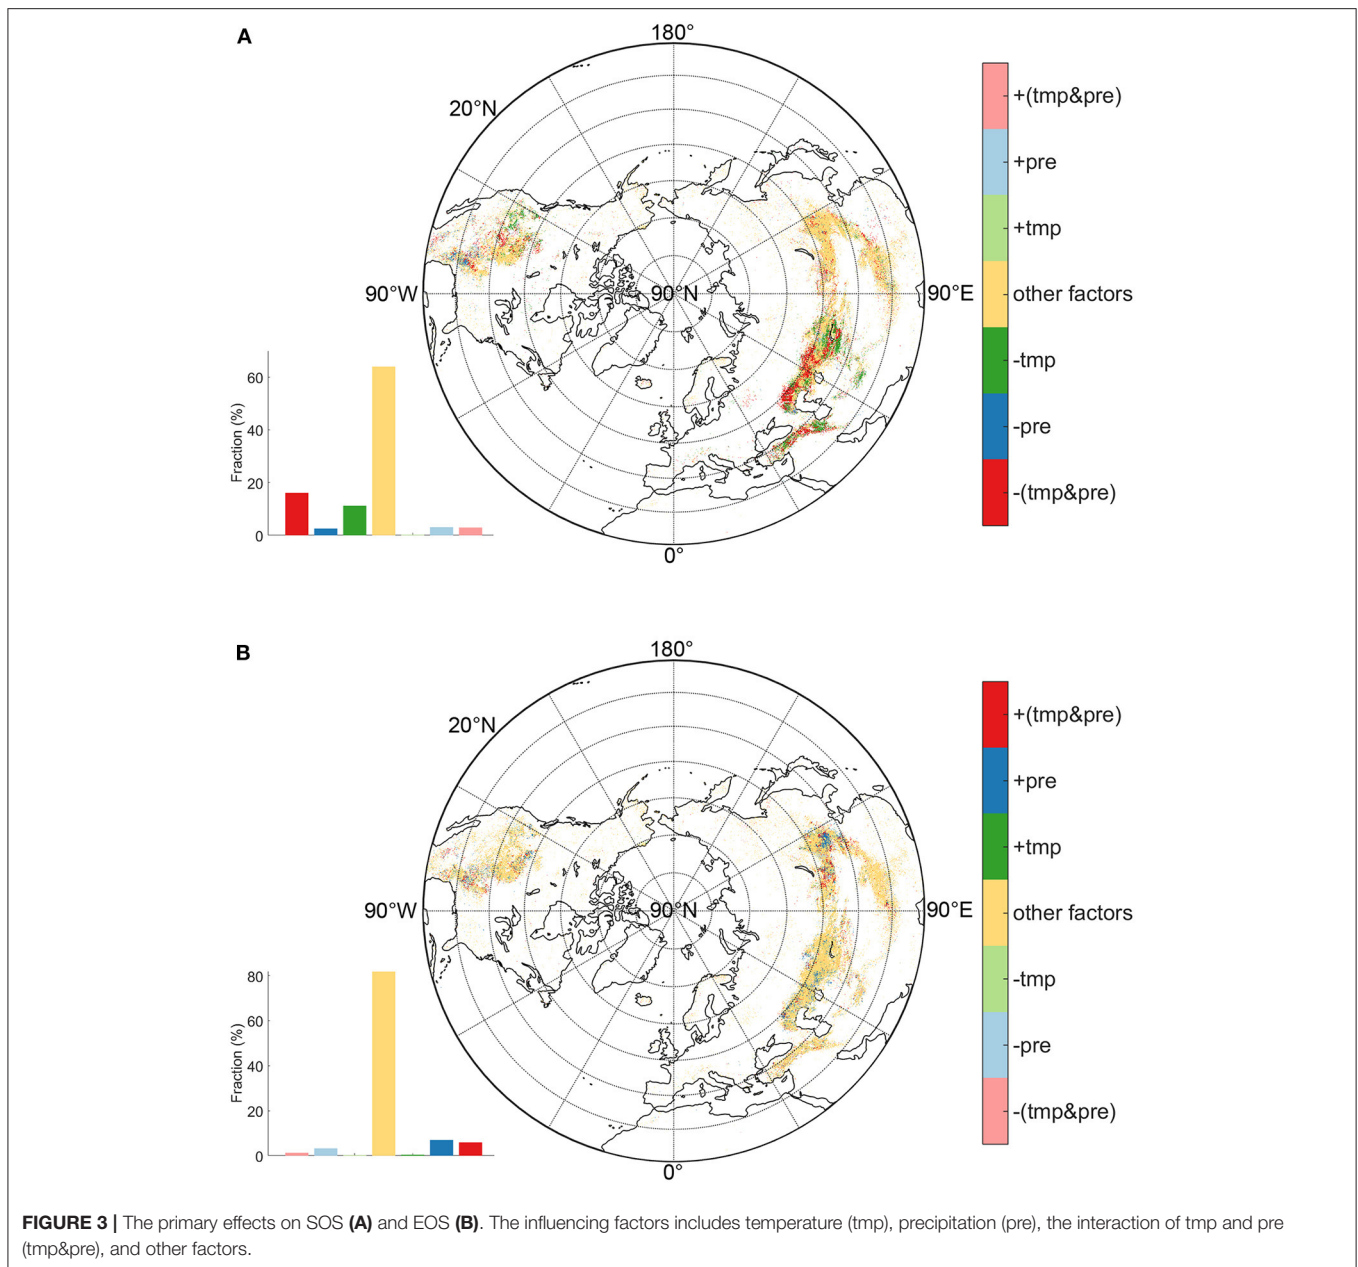 A
180°
20°N
90°W
90°N
90°E
0°
+(tmp&pre)
+pre
+tmp
other factors
-tmp
-pre
-(tmp&pre)
Fraction (%)
60
40
20
0
B
180°
20°N
90°W
90°N
90°E
0°
+(tmp&pre)
+pre
+tmp
other factors
-tmp
-pre
-(tmp&pre)
Fraction (%)
80
60
40
20
0
FIGURE 3 | The primary effects on SOS (A) and EOS (B). The influencing factors includes temperature (tmp), precipitation (pre), the interaction of tmp and pre
(tmp&pre), and other factors.